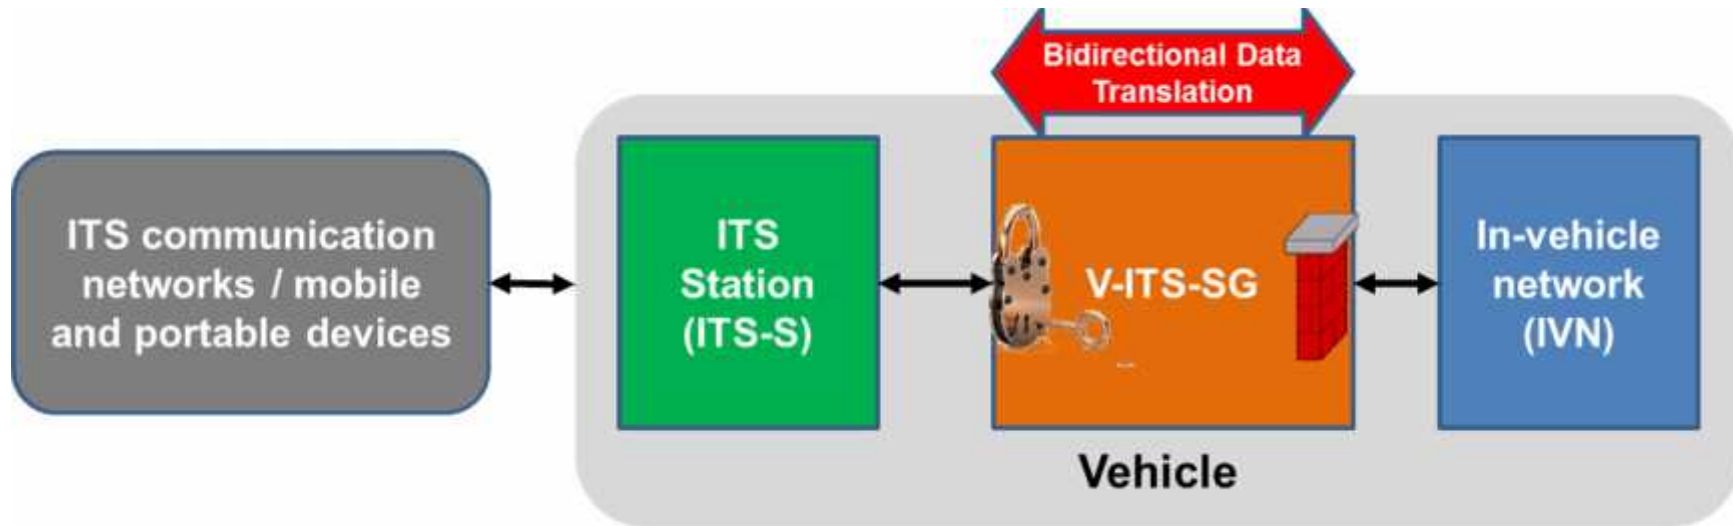 Bidirectional Data
Translation
ITS communication
networks / mobile
and portable devices
ITS
Station
(ITS-S)
V-ITS-SG
In-vehicle
network
(IVN)
Vehicle